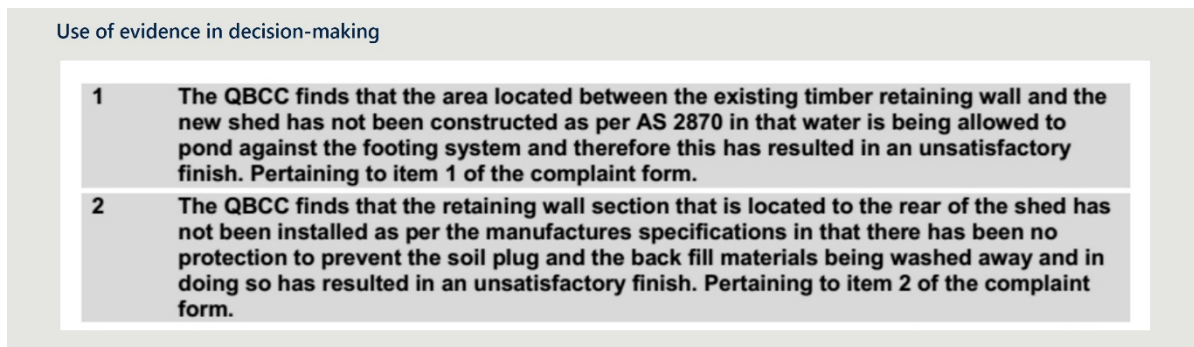 Use of evidence in decision-making
1 The QBCC finds that the area located between the existing timber retaining wall and the
new shed has not been constructed as per AS 2870 in that water is being allowed to
pond against the footing system and therefore this has resulted in an unsatisfactory
finish. Pertaining to item 1 of the complaint form.
2 The QBCC finds that the retaining wall section that is located to the rear of the shed has
not been installed as per the manufactures specifications in that there has been no
protection to prevent the soil plug and the back fill materials being washed away and in
doing so has resulted in an unsatisfactory finish. Pertaining to item 2 of the complaint
form.